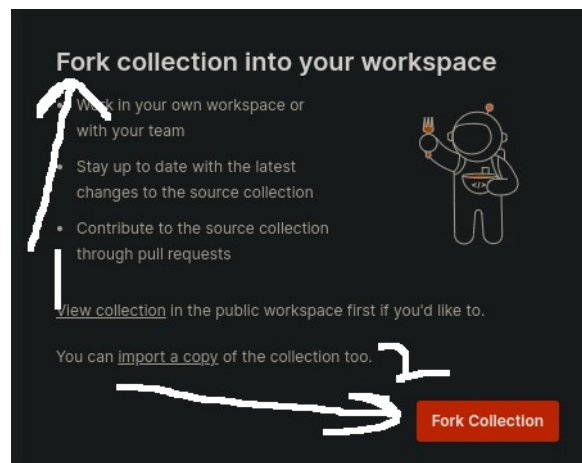 Fork collection into your workspace
• Work in your own workspace or
with your team
• Stay up to date with the latest
changes to the source collection
• Contribute to the source collection
through pull requests
1
View collection in the public workspace first if you'd like to.
You can import a copy of the collection too.
2
</>
Fork Collection